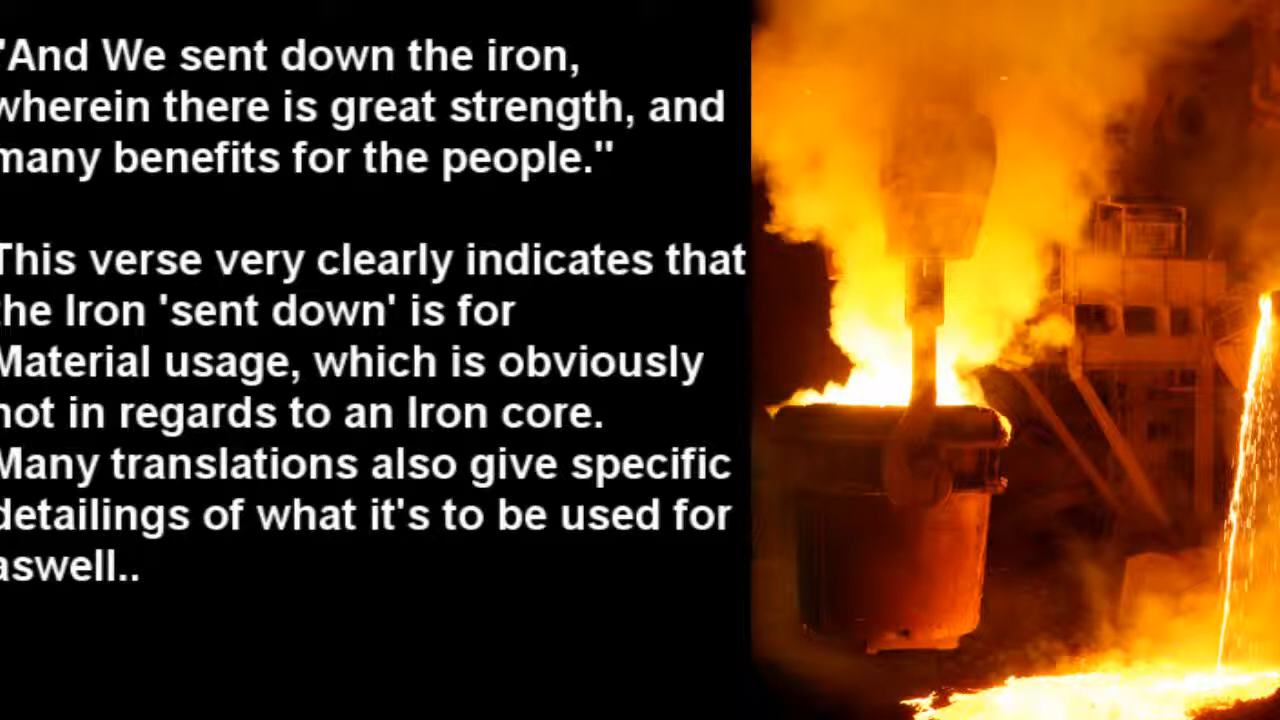 "And We sent down the iron,
wherein there is great strength, and
many benefits for the people."
This verse very clearly indicates that
the Iron 'sent down' is for
Material usage, which is obviously
not in regards to an Iron core.
Many translations also give specific
detailings of what it's to be used for
aswell..